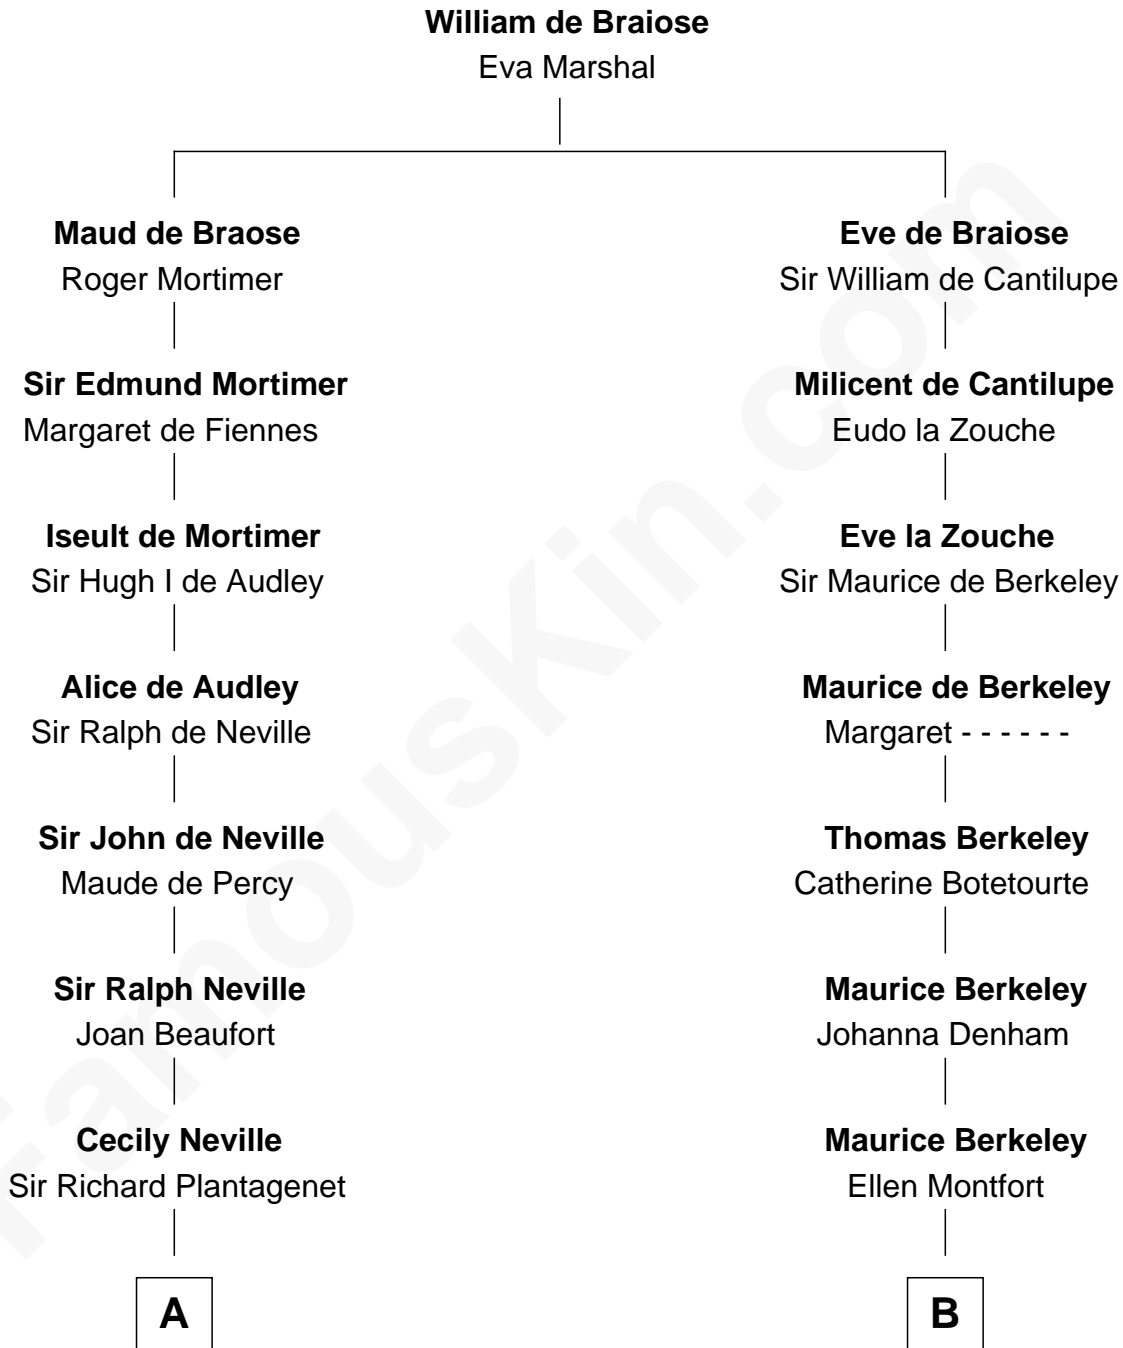 William de Braiose
Eva Marshal
Maud de Braose
Roger Mortimer
Eve de Braiose
Sir William de Cantilupe
Sir Edmund Mortimer
Margaret de Fiennes
Milicent de Cantilupe
Eudo la Zouche
Iseult de Mortimer
Sir Hugh I de Audley
Eve la Zouche
Sir Maurice de Berkeley
Alice de Audley
Sir Ralph de Neville
Maurice de Berkeley
Margaret - - - - - -
Sir John de Neville
Maude de Percy
Thomas Berkeley
Catherine Botetourte
Sir Ralph Neville
Joan Beaufort
Maurice Berkeley
Johanna Denham
Cecily Neville
Sir Richard Plantagenet
Maurice Berkeley
Ellen Montfort
A
B
FamousKin.com